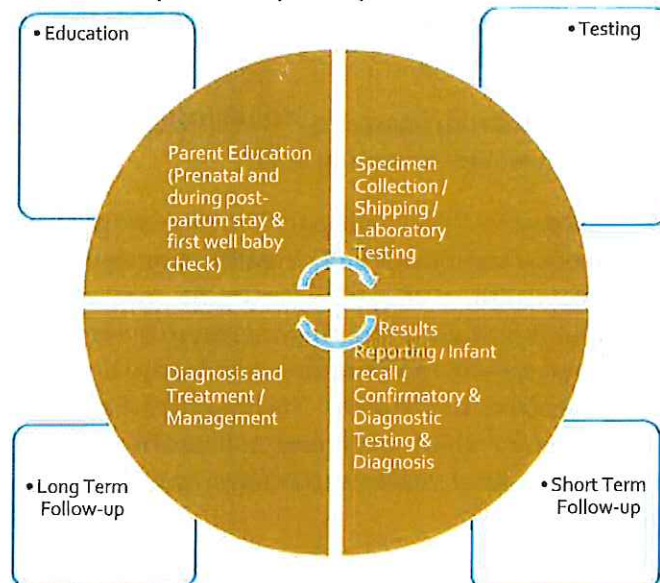 • Education
• Testing
Parent Education
(Prenatal and
during post-
partum stay &
first well baby
check)
Specimen
Collection /
Shipping /
Laboratory
Testing
Diagnosis and
Treatment /
Management
Results
Reporting / Infant
recall /
Confirmatory &
Diagnostic
Testing &
Diagnosis
• Long Term
Follow-up
• Short Term
Follow-up